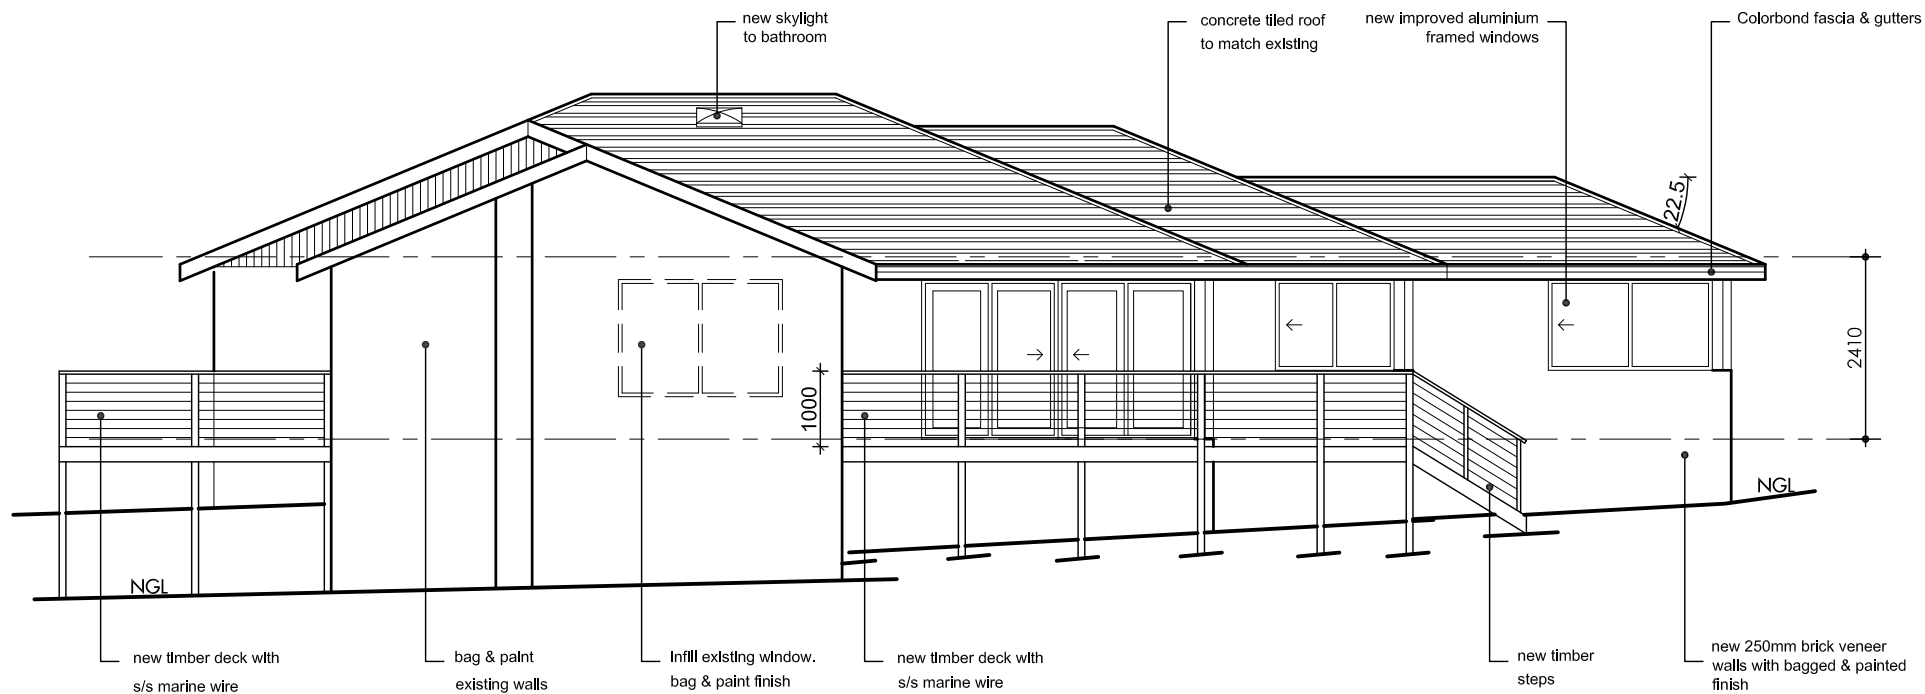 new skylight
to bathroom
concrete tiled roof
to match existing
new improved aluminium
framed windows
Colorbond fascia & gutters
22.5
2410
1000
NGL
NGL
new timber deck with
s/s marine wire
bag & paint
existing walls
infill existing window.
bag & paint finish
new timber deck with
s/s marine wire
new timber
steps
new 250mm brick veneer
walls with bagged & painted
finish